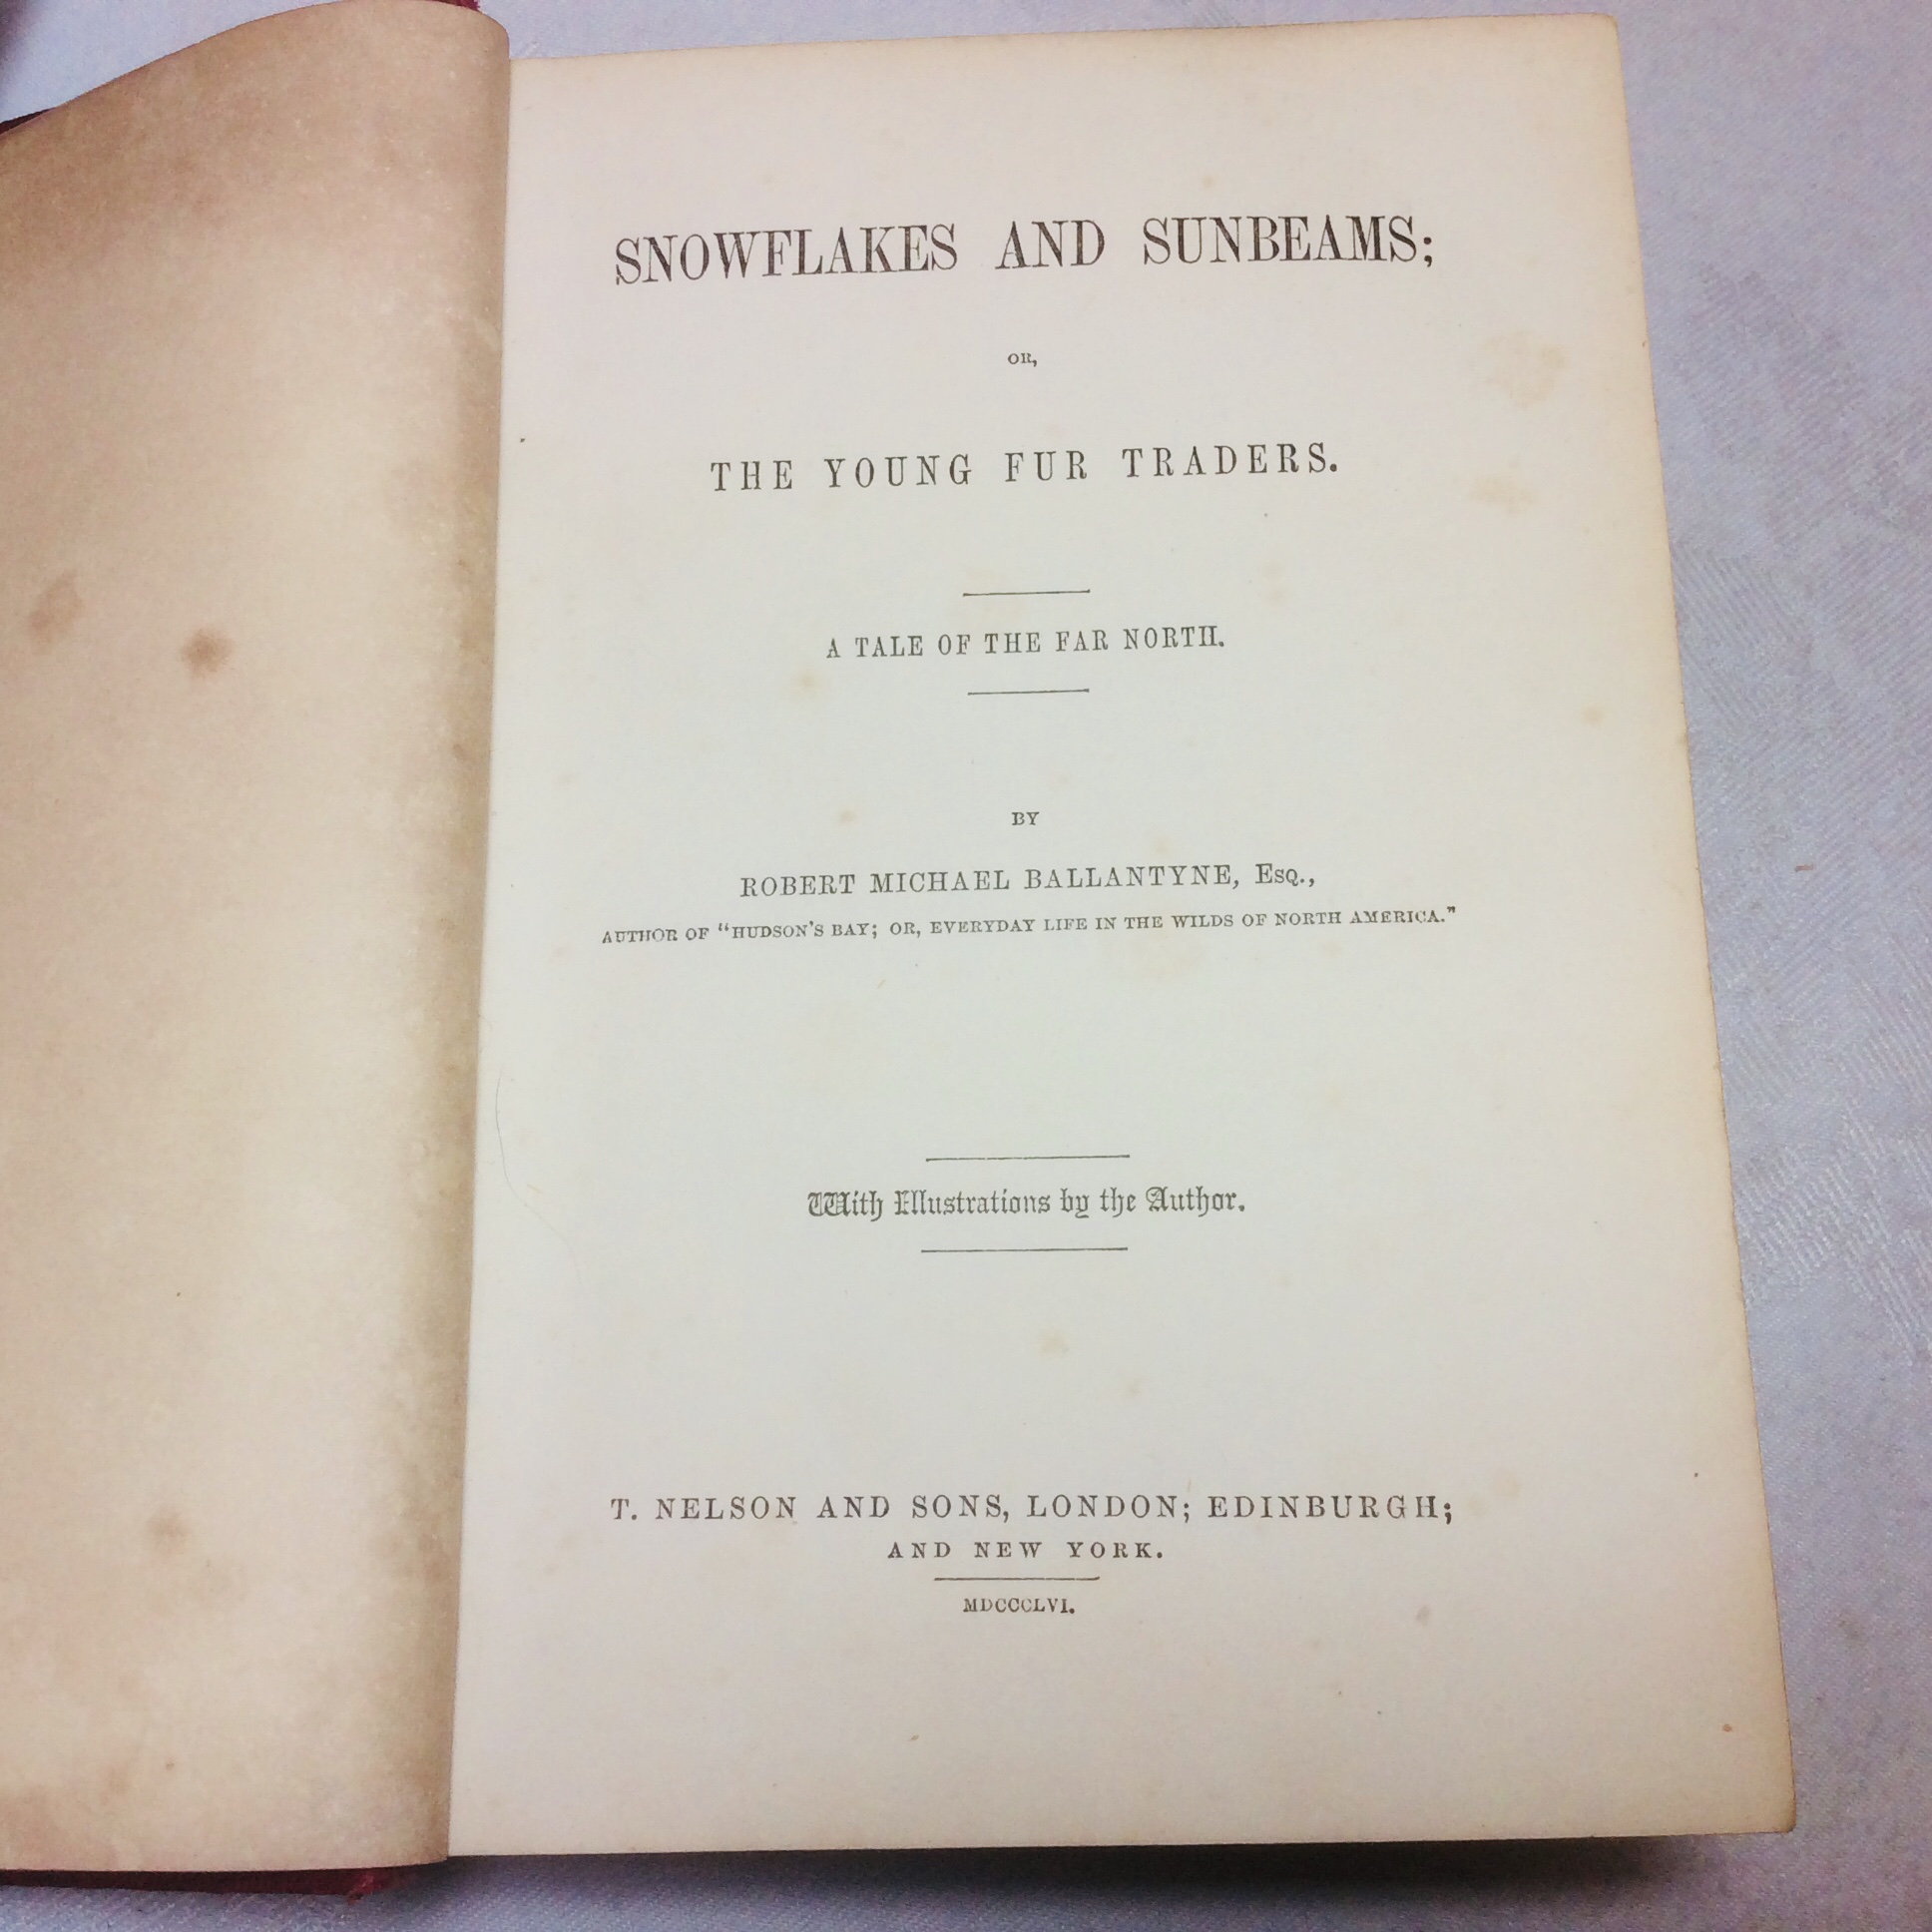 SNOWFLAKES AND SUNBEAMS;
OR,
THE YOUNG FUR TRADERS.
A TALE OF THE FAR NORTH.
BY
ROBERT MICHAEL BALLANTYNE, Esq.,
AUTHOR OF "HUDSON'S BAY; OR, EVERYDAY LIFE IN THE WILDS OF NORTH AMERICA."
With Illustrations by the Author.
T. NELSON AND SONS, LONDON; EDINBURGH;
AND NEW YORK.
MDCCCLVI.